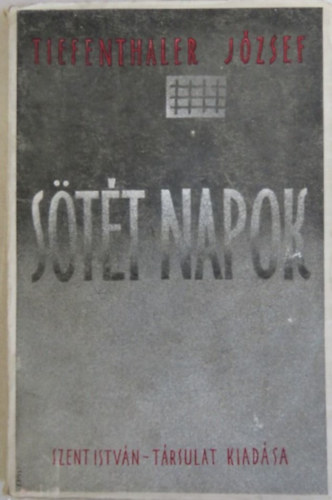 TIEFENTHALER JÓZSEF
SÖTÉT NAPOK
SZENT ISTVÁN-TÁRSULAT KIADÁSA